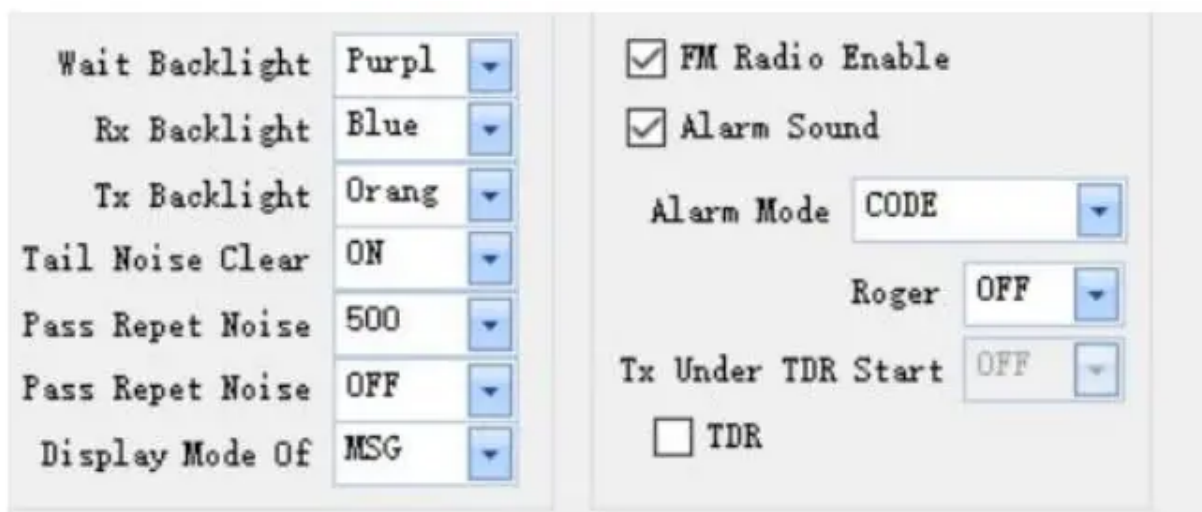 Wait Backlight Purpl
Rx Backlight Blue
Tx Backlight Orang
Tail Noise Clear ON
Pass Repet Noise 500
Pass Repet Noise OFF
Display Mode Of MSG
FM Radio Enable
Alarm Sound
Alarm Mode CODE
Roger OFF
Tx Under TDR Start OFF
TDR